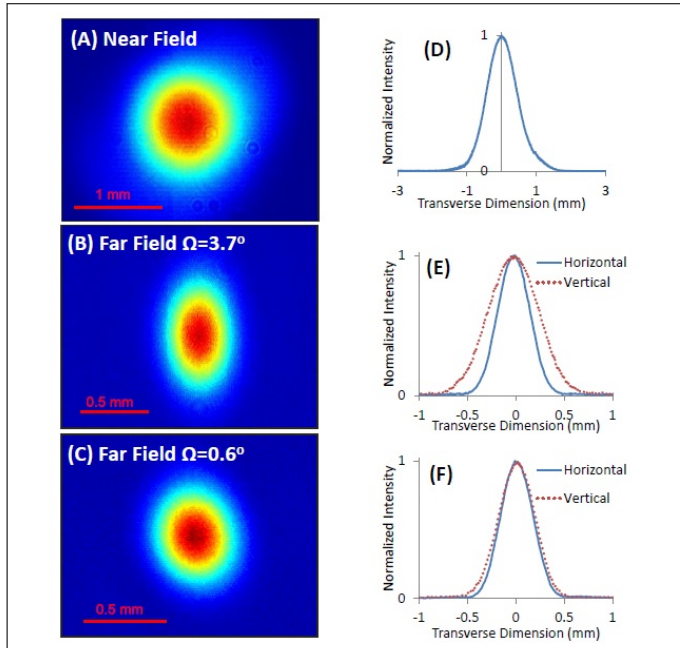 (A) Near Field
1 mm
(B) Far Field Ω=3.7⁰
0.5 mm
(C) Far Field Ω=0.6⁰
0.5 mm
(D)
Normalized Intensity
1
0
-3 -1 1 3
Transverse Dimension (mm)
(E)
Horizontal
Vertical
Normalized Intensity
1
0
-1 -0.5 0 0.5 1
Transverse Dimension (mm)
(F)
Horizontal
Vertical
Normalized Intensity
1
0
-1 -0.5 0 0.5 1
Transverse Dimension (mm)